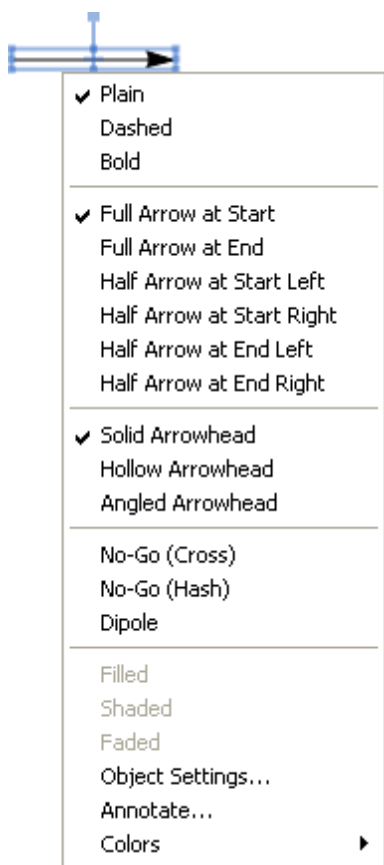 Plain
Dashed
Bold
Full Arrow at Start
Full Arrow at End
Half Arrow at Start Left
Half Arrow at Start Right
Half Arrow at End Left
Half Arrow at End Right
Solid Arrowhead
Hollow Arrowhead
Angled Arrowhead
No-Go (Cross)
No-Go (Hash)
Dipole
Filled
Shaded
Faded
Object Settings...
Annotate...
Colors